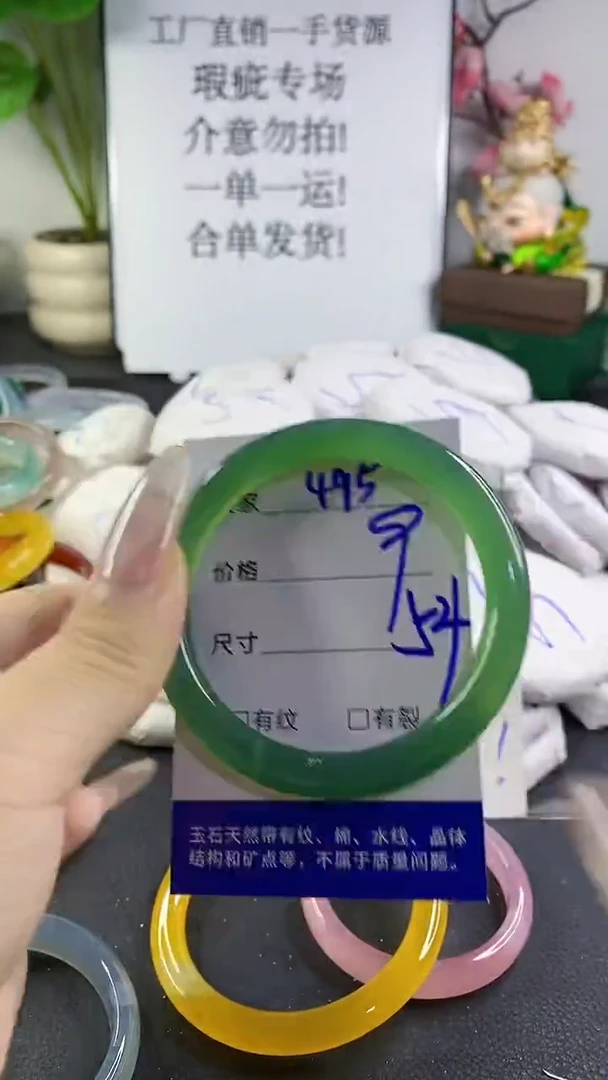 工厂直销一手货源
瑕疵专场
介意勿拍!
一单一运!
合单发货!
家 495
价格
尺寸 54
□有纹 □有裂
玉石天然带有纹、棉、水线、晶体
结构和矿点等,不属于质量问题。